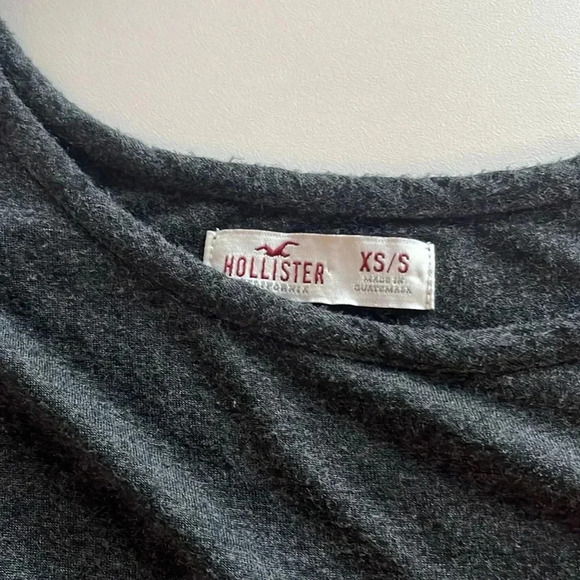 HOLLISTER
CALIFORNIA
XS/S
MADE IN
GUATEMALA